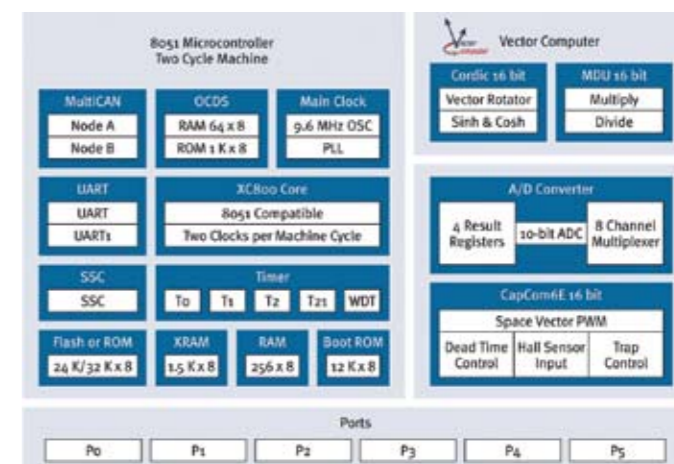 8051 Microcontroller
Two Cycle Machine
MultiCAN
Node A
Node B
OCDS
RAM 64 x 8
ROM 1 K x 8
Main Clock
9.6 MHz OSC
PLL
UART
UART
UART1
XC800 Core
8051 Compatible
Two Clocks per Machine Cycle
SSC
SSC
Timer
T0 T1 T2 T21 WDT
Flash or ROM
24 K/32 K x 8
XRAM
1.5 K x 8
RAM
256 x 8
Boot ROM
12 K x 8
Vector Computer
Vector Computer
Cordic 16 bit
Vector Rotator
Sinh & Cosh
MDU 16 bit
Multiply
Divide
A/D Converter
4 Result
Registers
10-bit ADC
8 Channel
Multiplexer
CapCom6E 16 bit
Space Vector PWM
Dead Time
Control
Hall Sensor
Input
Trap
Control
Ports
P0 P1 P2 P3 P4 P5